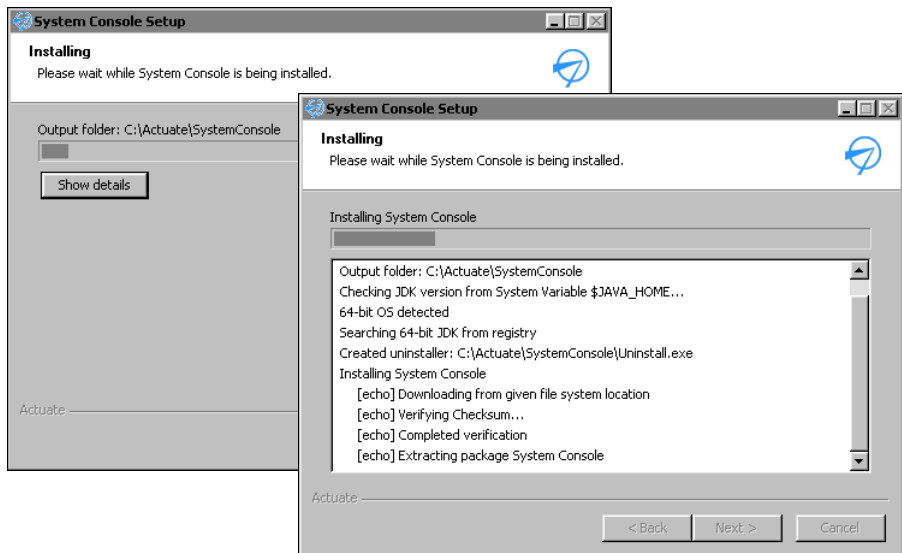 System Console Setup
Installing
Please wait while System Console is being installed.
Output folder: C:\Actuate\SystemConsole
Show details
Actuate
System Console Setup
Installing
Please wait while System Console is being installed.
Installing System Console
Output folder: C:\Actuate\SystemConsole
Checking JDK version from System Variable $JAVA_HOME...
64-bit OS detected
Searching 64-bit JDK from registry
Created uninstaller: C:\Actuate\SystemConsole\Uninstall.exe
Installing System Console
[echo] Downloading from given file system location
[echo] Verifying Checksum...
[echo] Completed verification
[echo] Extracting package System Console
Actuate
< Back Next > Cancel